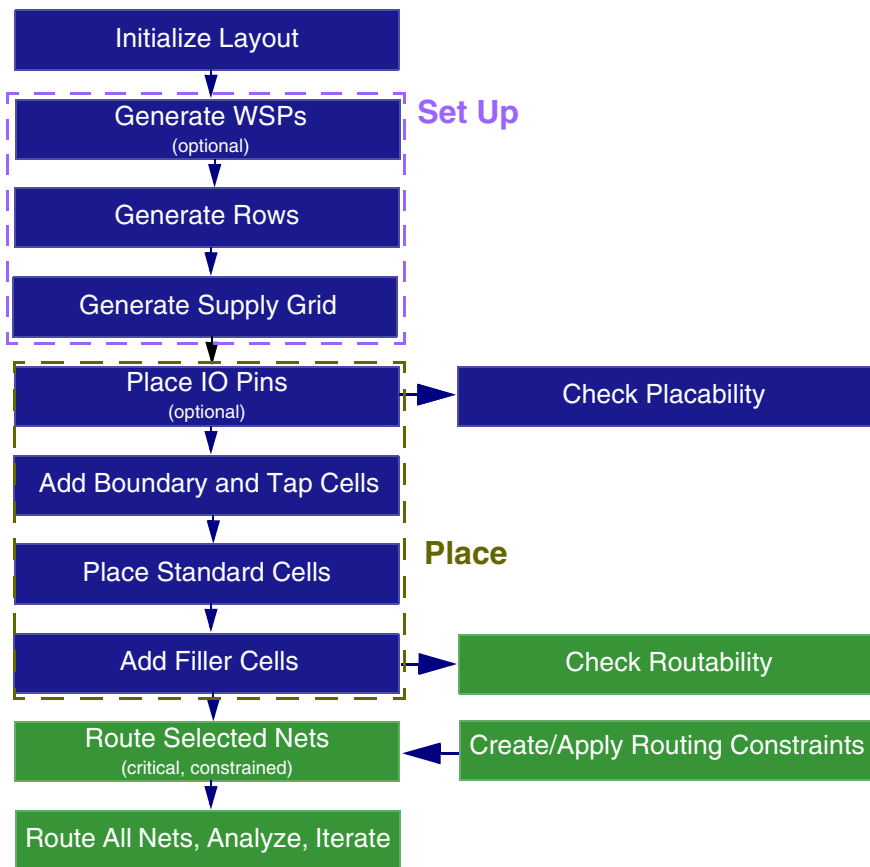 Initialize Layout
Generate WSPs
(optional)
Set Up
Generate Rows
Generate Supply Grid
Place IO Pins
(optional)
Check Placability
Add Boundary and Tap Cells
Place Standard Cells
Place
Add Filler Cells
Check Routability
Route Selected Nets
(critical, constrained)
Create/Apply Routing Constraints
Route All Nets, Analyze, Iterate